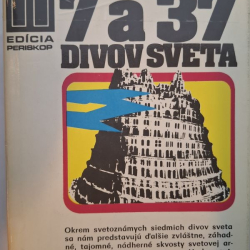 7 a 37
EDÍCIA
PERISKOP
DIVOV SVETA
Okrem svetoznámych siedmich divov sveta
sa nám predstavujú ďalšie zvláštne, záhad-
né, tajomné, nádherné skvosty svetovej ar-